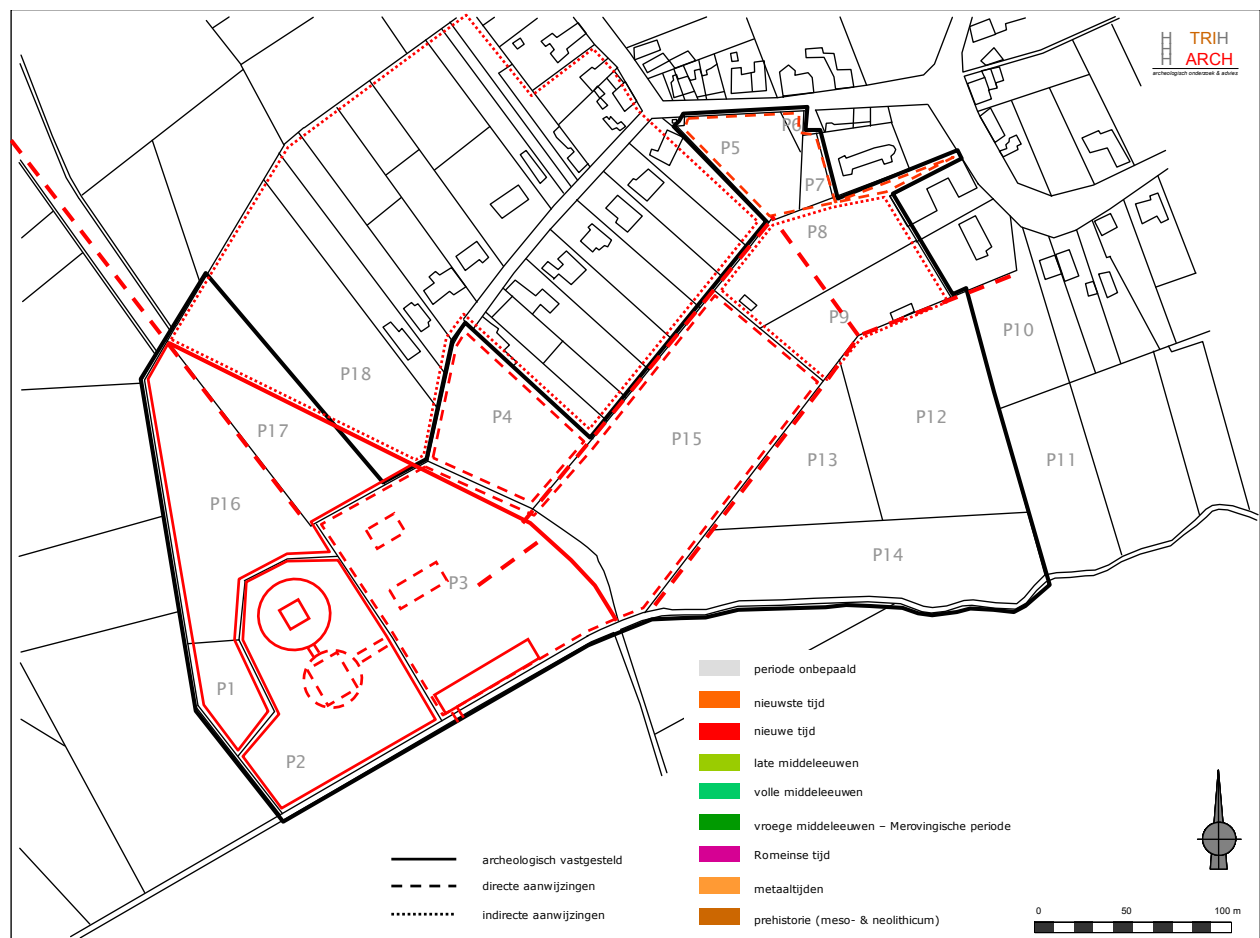 H TRIH
H
H ARCH
archeologisch onderzoek & advies
P6
P5
P7
P8
P9
P10
P18
P4
P12
P17
P15
P13
P11
P16
P14
P3
P1
P2
periode onbepaald
nieuwste tijd
nieuwe tijd
late middeleeuwen
volle middeleeuwen
vroege middeleeuwen – Merovingische periode
Romeinse tijd
metaaltijden
prehistorie (meso- & neolithicum)
archeologisch vastgesteld
directe aanwijzingen
indirecte aanwijzingen
0 50 100 m